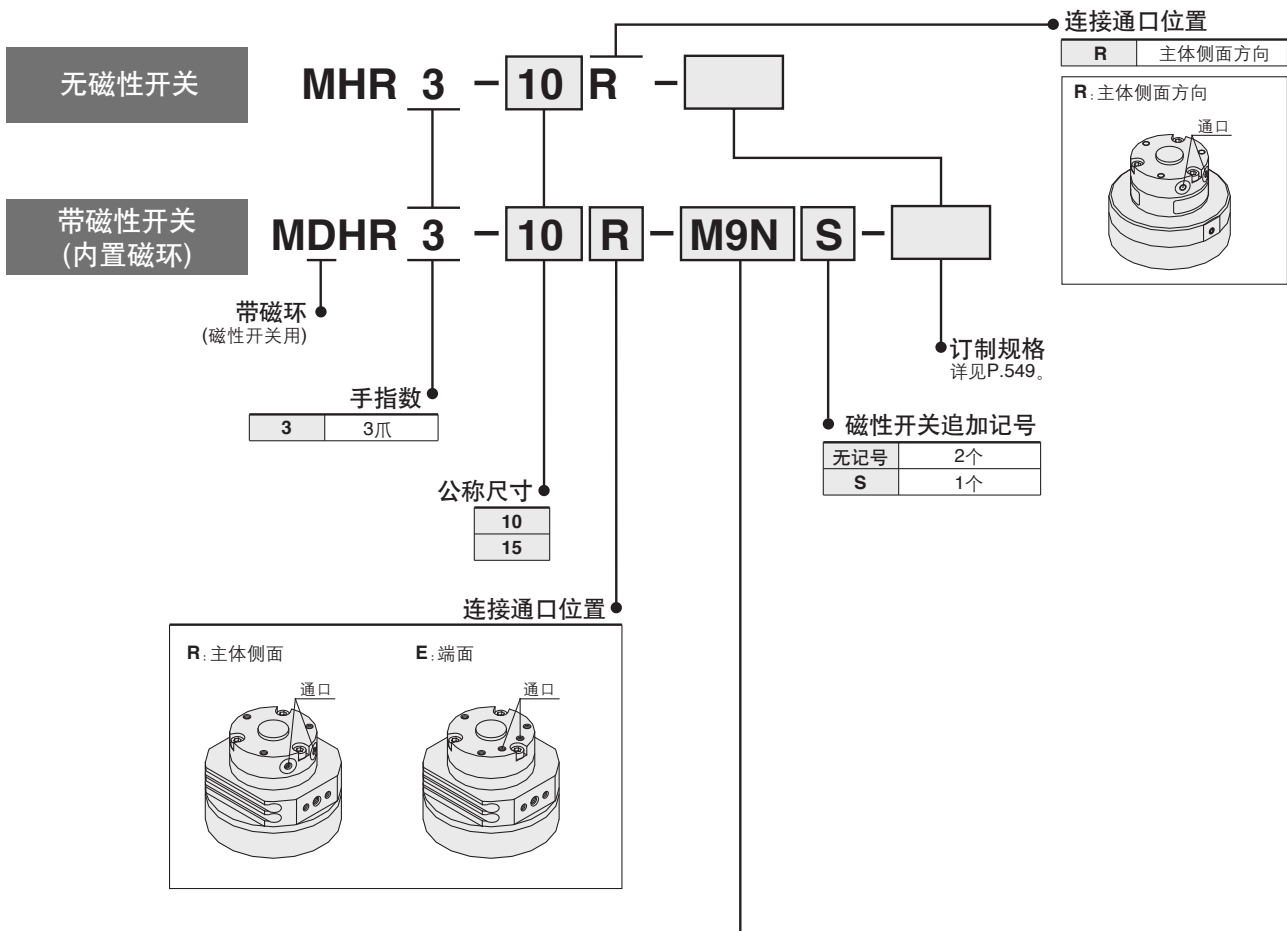 连接通口位置
R 主体侧面方向
R:主体侧面方向
通口
无磁性开关
MHR 3 - 10 R -
带磁性开关
(内置磁环)
MDHR 3 - 10 R - M9N S -
带磁环
(磁性开关用)
订制规格
详见P.549。
手指数
3 3爪
磁性开关追加记号
无记号 2个
S 1个
公称尺寸
10
15
连接通口位置
R:主体侧面 E:端面
通口 通口